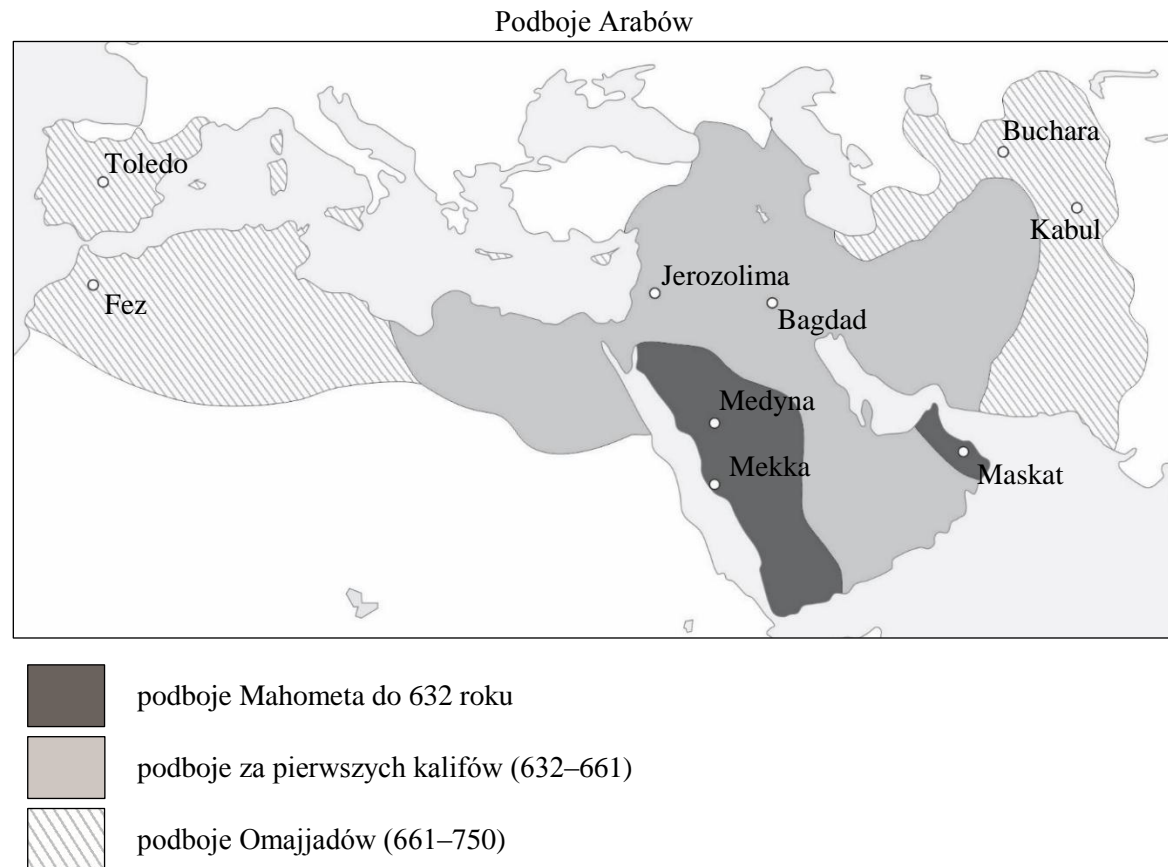 Podboje Arabów
Toledo
Buchara
Kabul
Fez
Jerozolima
Bagdad
Medyna
Mekka
Maskat
podboje Mahometa do 632 roku
podboje za pierwszych kalifów (632–661)
podboje Omajjadów (661–750)